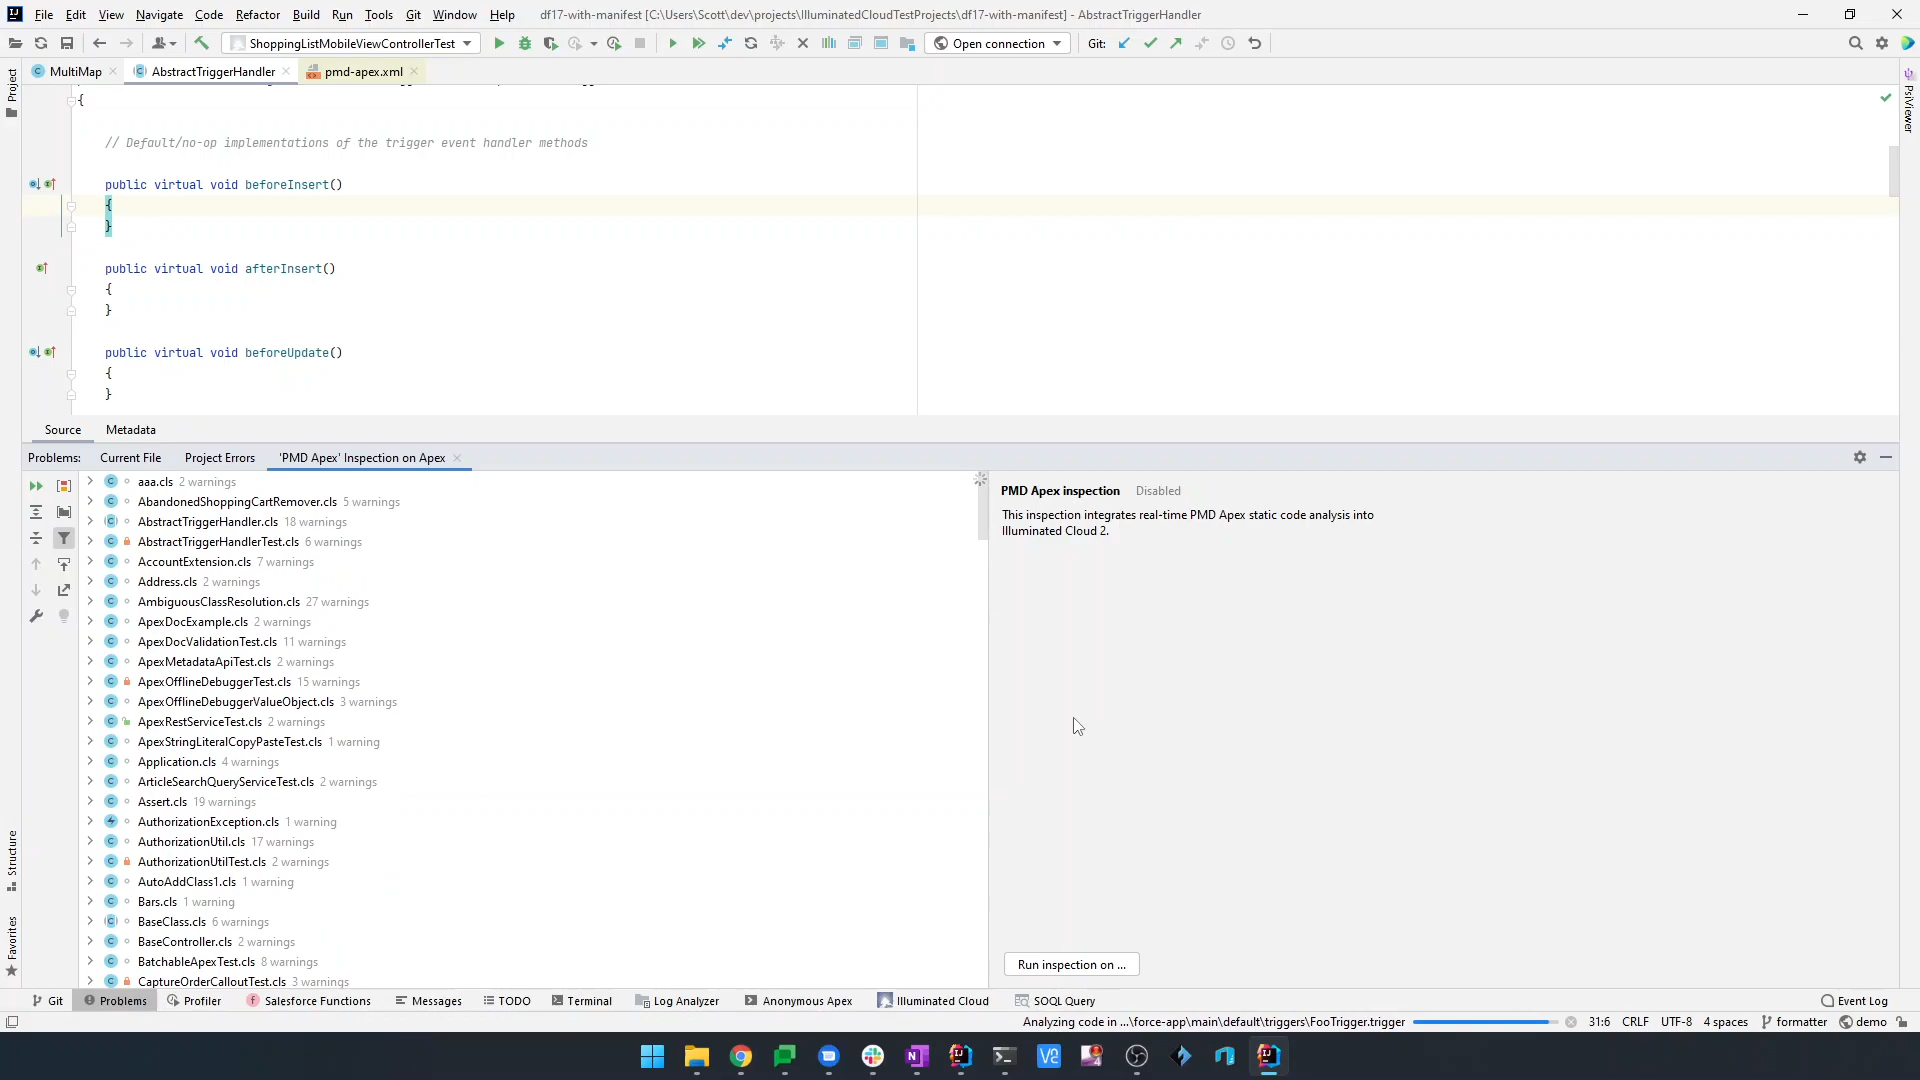 File Edit View Navigate Code Refactor Build Run Tools Git Window Help df17-with-manifest [C:\Users\Scott\dev\projects\IlluminatedCloudTestProjects\df17-with-manifest] - AbstractTriggerHandler
ShoppingListMobileViewControllerTest Open connection Git:
MultiMap AbstractTriggerHandler pmd-apex.xml
Project
PsiViewer
{
// Default/no-op implementations of the trigger event handler methods
public virtual void beforeInsert()
{
}
public virtual void afterInsert()
{
}
public virtual void beforeUpdate()
{
}
Source Metadata
Problems: Current File Project Errors 'PMD Apex' Inspection on Apex
aaa.cls 2 warnings
AbandonedShoppingCartRemover.cls 5 warnings
AbstractTriggerHandler.cls 18 warnings
AbstractTriggerHandlerTest.cls 6 warnings
AccountExtension.cls 7 warnings
Address.cls 2 warnings
AmbiguousClassResolution.cls 27 warnings
ApexDocExample.cls 2 warnings
ApexDocValidationTest.cls 11 warnings
ApexMetadataApiTest.cls 2 warnings
ApexOfflineDebuggerTest.cls 15 warnings
ApexOfflineDebuggerValueObject.cls 3 warnings
ApexRestServiceTest.cls 2 warnings
ApexStringLiteralCopyPasteTest.cls 1 warning
Application.cls 4 warnings
ArticleSearchQueryServiceTest.cls 2 warnings
Assert.cls 19 warnings
AuthorizationException.cls 1 warning
AuthorizationUtil.cls 17 warnings
AuthorizationUtilTest.cls 2 warnings
AutoAddClass1.cls 1 warning
Bars.cls 1 warning
BaseClass.cls 6 warnings
BaseController.cls 2 warnings
BatchableApexTest.cls 8 warnings
CaptureOrderCalloutTest.cls 3 warnings
PMD Apex inspection Disabled
This inspection integrates real-time PMD Apex static code analysis into
Illuminated Cloud 2.
Run inspection on ...
Structure
Favorites
Git Problems Profiler Salesforce Functions Messages TODO Terminal Log Analyzer Anonymous Apex Illuminated Cloud SOQL Query Event Log
Analyzing code in ...\force-app\main\default\triggers\FooTrigger.trigger 31:6 CRLF UTF-8 4 spaces formatter demo